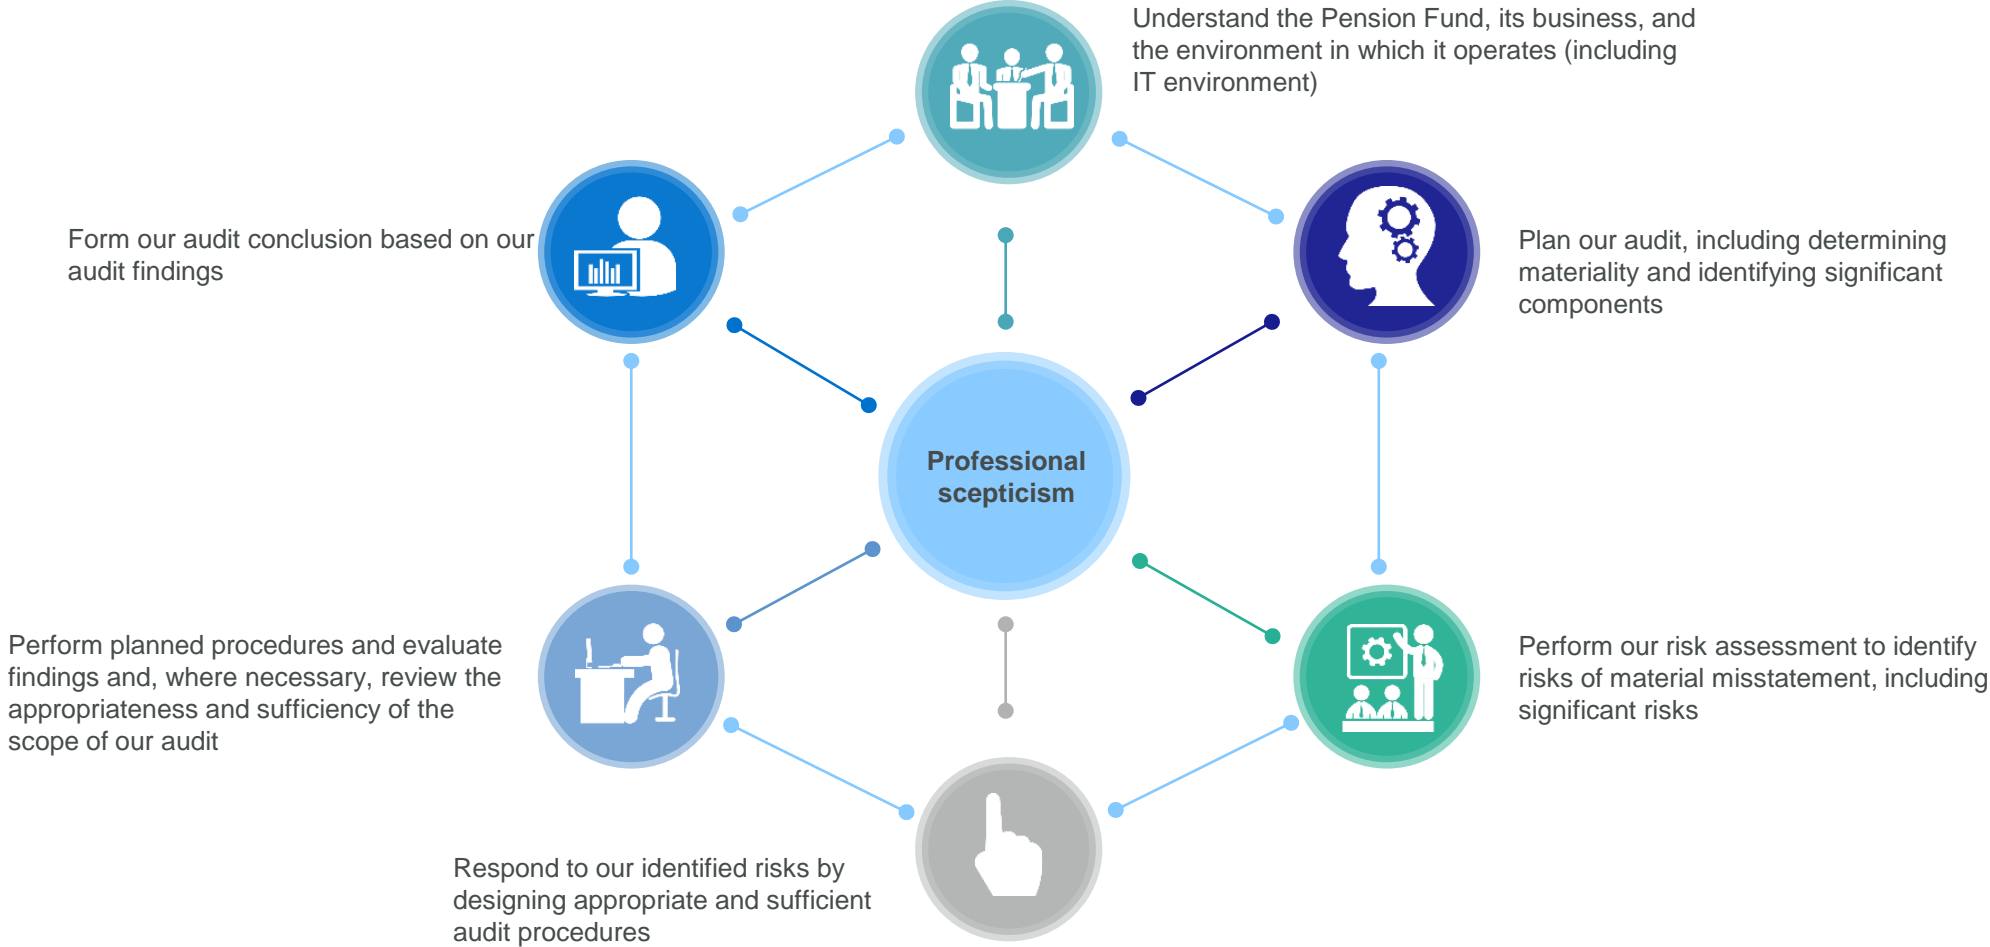 Understand the Pension Fund, its business, and
the environment in which it operates (including
IT environment)
Plan our audit, including determining
materiality and identifying significant
components
Perform our risk assessment to identify
risks of material misstatement, including
significant risks
Respond to our identified risks by
designing appropriate and sufficient
audit procedures
Perform planned procedures and evaluate
findings and, where necessary, review the
appropriateness and sufficiency of the
scope of our audit
Form our audit conclusion based on our
audit findings
Professional
scepticism